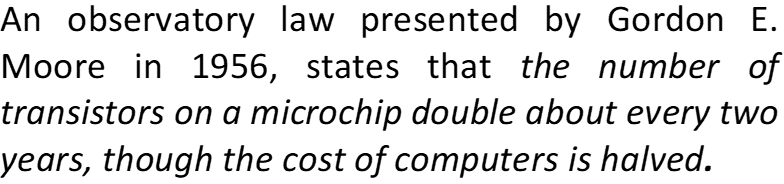 An observatory law presented by Gordon E.
Moore in 1956, states that the number of
transistors on a microchip double about every two
years, though the cost of computers is halved.